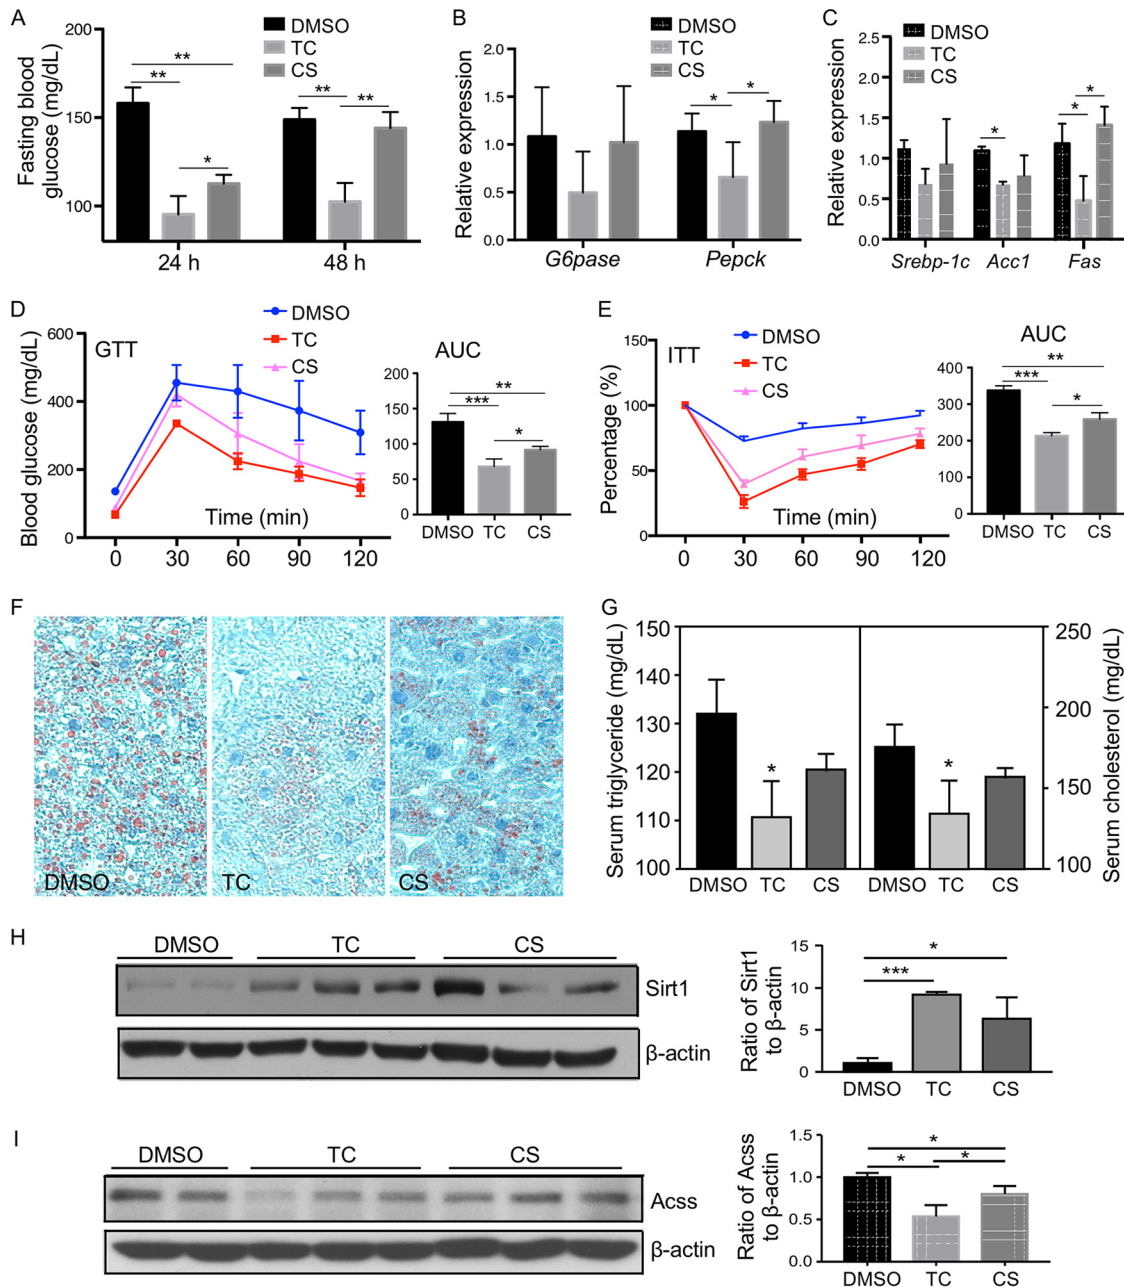 A
Fasting blood
glucose (mg/dL)
150
100
DMSO
TC
CS
**
**
*
**
**
24 h
48 h
B
Relative expression
2.0
1.5
1.0
0.5
0.0
DMSO
TC
CS
*
*
G6pase
Pepck
C
Relative expression
2.5
2.0
1.5
1.0
0.5
0.0
DMSO
TC
CS
*
*
*
Srebp-1c
Acc1
Fas
D
GTT
Blood glucose (mg/dL)
600
400
200
0
DMSO
TC
CS
Time (min)
0
30
60
90
120
AUC
200
150
100
50
0
**
***
*
DMSO
TC
CS
E
ITT
Percentage (%)
150
100
50
0
DMSO
TC
CS
Time (min)
0
30
60
90
120
AUC
400
300
200
100
0
**
***
*
DMSO
TC
CS
F
DMSO
TC
CS
G
Serum triglyceride (mg/dL)
150
140
130
120
110
100
*
*
DMSO
TC
CS
DMSO
TC
CS
250
200
150
100
Serum cholesterol (mg/dL)
H
DMSO
TC
CS
Sirt1
β-actin
Ratio of Sirt1
to β-actin
15
10
5
0
*
***
DMSO
TC
CS
I
DMSO
TC
CS
Acss
β-actin
Ratio of Acss
to β-actin
1.5
1.0
0.5
0.0
*
*
*
DMSO
TC
CS